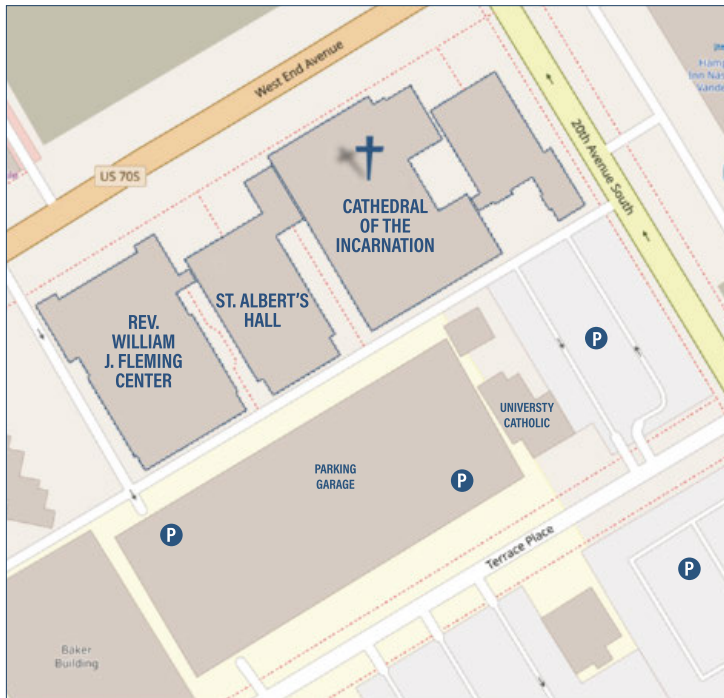 West End Avenue
US 70S
20th Avenue South
CATHEDRAL
OF THE
INCARNATION
ST. ALBERT'S
HALL
REV.
WILLIAM
J. FLEMING
CENTER
P
UNIVERSTY
CATHOLIC
PARKING
GARAGE
P
P
Terrace Place
P
Baker
Building